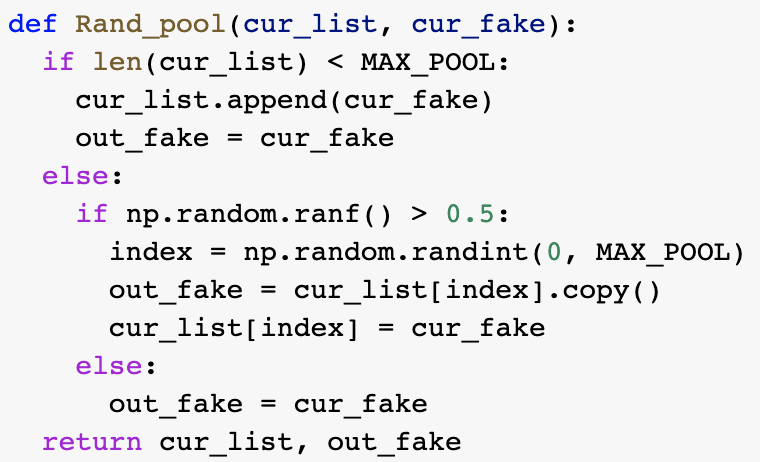 def Rand_pool(cur_list, cur_fake):
  if len(cur_list) < MAX_POOL:
    cur_list.append(cur_fake)
    out_fake = cur_fake
  else:
    if np.random.ranf() > 0.5:
      index = np.random.randint(0, MAX_POOL)
      out_fake = cur_list[index].copy()
      cur_list[index] = cur_fake
    else:
      out_fake = cur_fake
  return cur_list, out_fake